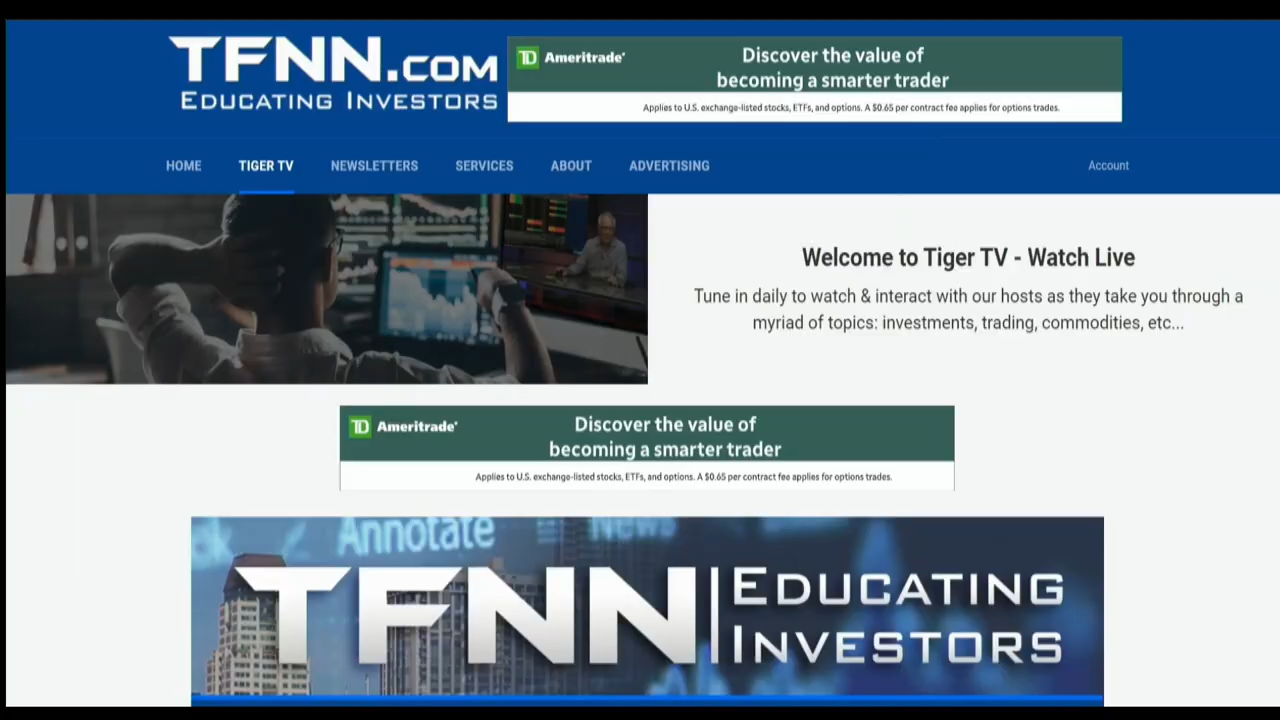 TFNN.COM
EDUCATING INVESTORS
TD Ameritrade
Discover the value of
becoming a smarter trader
Applies to U.S. exchange-listed stocks, ETFs, and options. A $0.65 per contract fee applies for options trades.
HOME TIGER TV NEWSLETTERS SERVICES ABOUT ADVERTISING Account
Welcome to Tiger TV - Watch Live
Tune in daily to watch & interact with our hosts as they take you through a
myriad of topics: investments, trading, commodities, etc...
TD Ameritrade
Discover the value of
becoming a smarter trader
Applies to U.S. exchange-listed stocks, ETFs, and options. A $0.65 per contract fee applies for options trades.
Annotate News
TFNN EDUCATING
INVESTORS